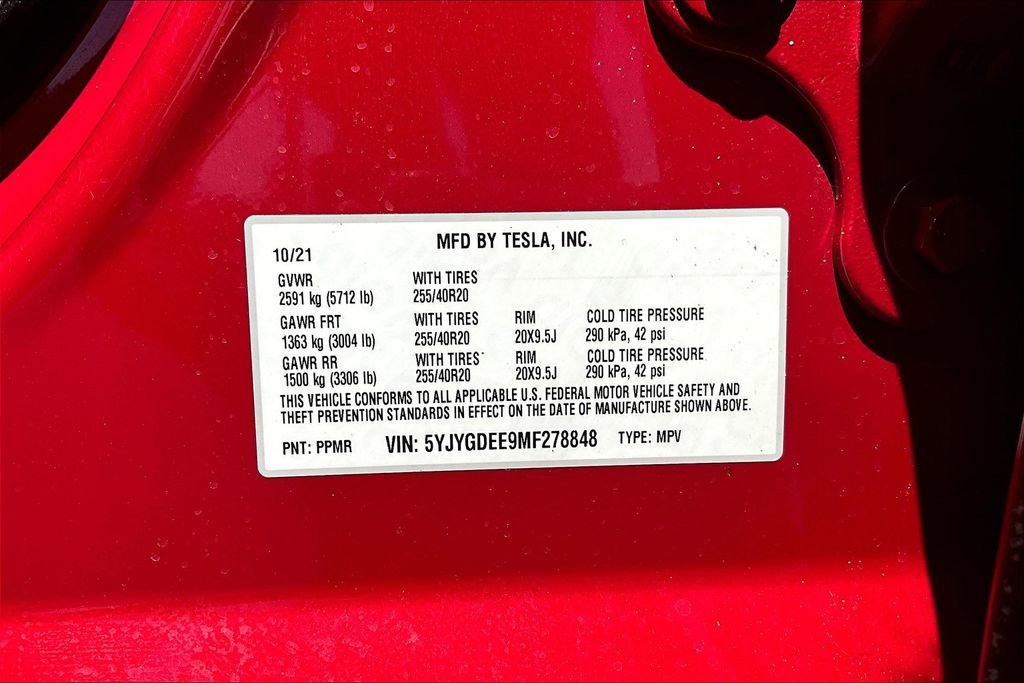 MFD BY TESLA, INC.
10/21
GVWR WITH TIRES
2591 kg (5712 lb) 255/40R20
GAWR FRT WITH TIRES RIM COLD TIRE PRESSURE
1363 kg (3004 lb) 255/40R20 20X9.5J 290 kPa, 42 psi
GAWR RR WITH TIRES RIM COLD TIRE PRESSURE
1500 kg (3306 lb) 255/40R20 20X9.5J 290 kPa, 42 psi
THIS VEHICLE CONFORMS TO ALL APPLICABLE U.S. FEDERAL MOTOR VEHICLE SAFETY AND
THEFT PREVENTION STANDARDS IN EFFECT ON THE DATE OF MANUFACTURE SHOWN ABOVE.
PNT: PPMR VIN: 5YJYGDEE9MF278848 TYPE: MPV